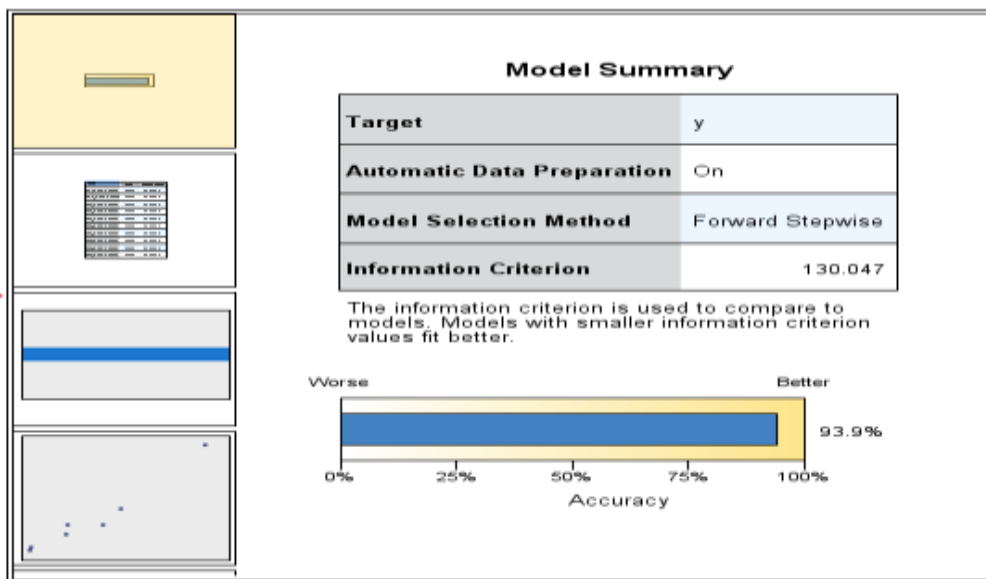 Model Summary
Target y
Automatic Data Preparation On
Model Selection Method Forward Stepwise
Information Criterion 130.047
The information criterion is used to compare to
models. Models with smaller information criterion
values fit better.
Worse Better
93.9%
0% 25% 50% 75% 100%
Accuracy